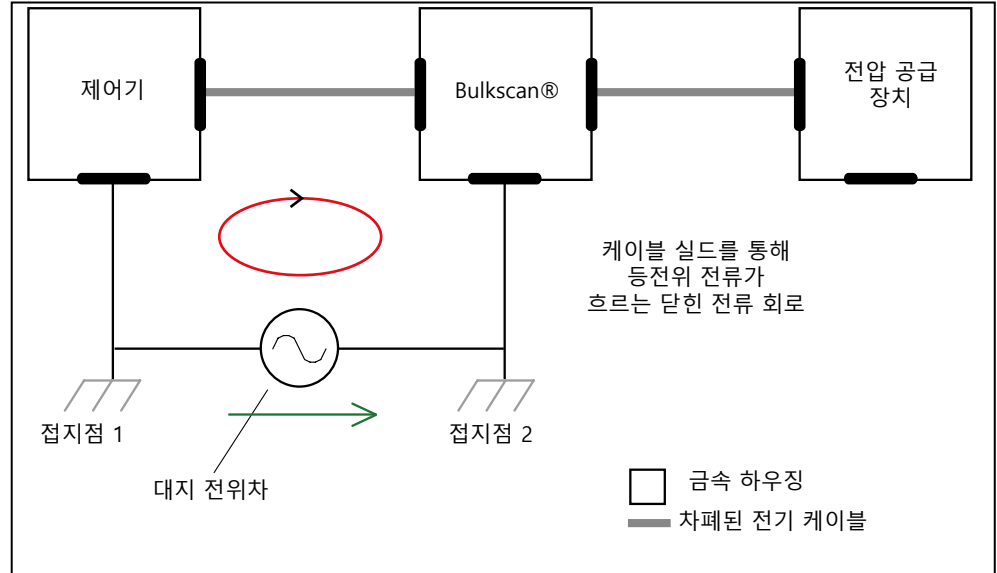 제어기
Bulkscan®
전압 공급
장치
케이블 실드를 통해
등전위 전류가
흐르는 닫힌 전류 회로
접지점 1
접지점 2
대지 전위차
금속 하우징
차폐된 전기 케이블